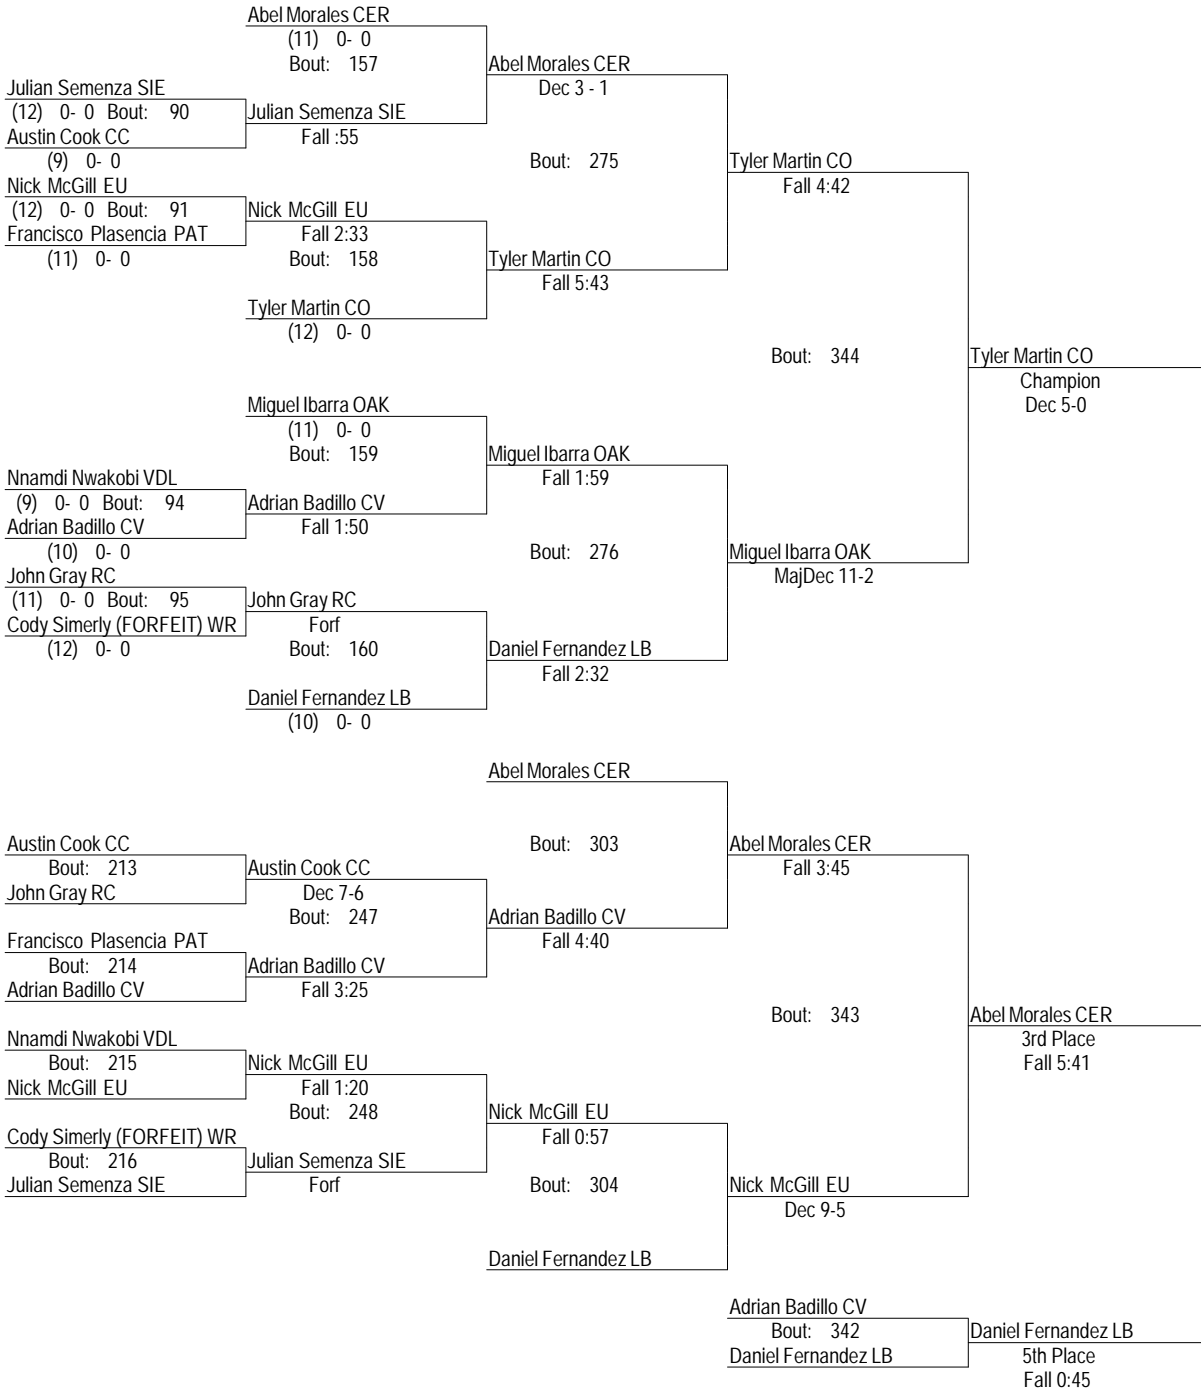 Abel Morales CER
(11) 0- 0
Bout: 157
Abel Morales CER
Dec 3 - 1
Julian Semenza SIE
(12) 0- 0 Bout: 90
Julian Semenza SIE
Austin Cook CC
Fall :55
(9) 0- 0
Bout: 275
Tyler Martin CO
Nick McGill EU
Fall 4:42
(12) 0- 0 Bout: 91
Nick McGill EU
Francisco Plasencia PAT
Fall 2:33
(11) 0- 0
Bout: 158
Tyler Martin CO
Fall 5:43
Tyler Martin CO
(12) 0- 0
Bout: 344
Tyler Martin CO
Champion
Dec 5-0
Miguel Ibarra OAK
(11) 0- 0
Bout: 159
Miguel Ibarra OAK
Fall 1:59
Nnamdi Nwakobi VDL
(9) 0- 0 Bout: 94
Adrian Badillo CV
Adrian Badillo CV
Fall 1:50
(10) 0- 0
Bout: 276
Miguel Ibarra OAK
John Gray RC
MajDec 11-2
(11) 0- 0 Bout: 95
John Gray RC
Cody Simerly (FORFEIT) WR
Forf
(12) 0- 0
Bout: 160
Daniel Fernandez LB
Fall 2:32
Daniel Fernandez LB
(10) 0- 0
Abel Morales CER
Austin Cook CC
Bout: 303
Abel Morales CER
Bout: 213
Austin Cook CC
Fall 3:45
John Gray RC
Dec 7-6
Bout: 247
Adrian Badillo CV
Francisco Plasencia PAT
Fall 4:40
Bout: 214
Adrian Badillo CV
Adrian Badillo CV
Fall 3:25
Bout: 343
Abel Morales CER
Nnamdi Nwakobi VDL
3rd Place
Bout: 215
Nick McGill EU
Fall 5:41
Nick McGill EU
Fall 1:20
Bout: 248
Nick McGill EU
Cody Simerly (FORFEIT) WR
Fall 0:57
Bout: 216
Julian Semenza SIE
Julian Semenza SIE
Forf
Bout: 304
Nick McGill EU
Dec 9-5
Daniel Fernandez LB
Adrian Badillo CV
Bout: 342
Daniel Fernandez LB
Daniel Fernandez LB
5th Place
Fall 0:45